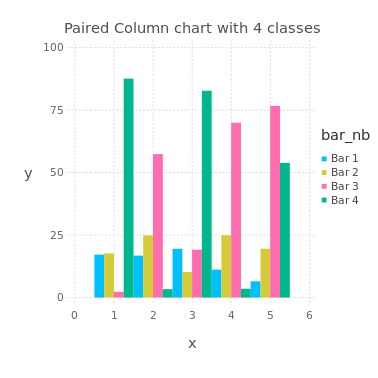 Paired Column chart with 4 classes
100
75
50
25
0
y
0 1 2 3 4 5 6
x
bar_nb
Bar 1
Bar 2
Bar 3
Bar 4